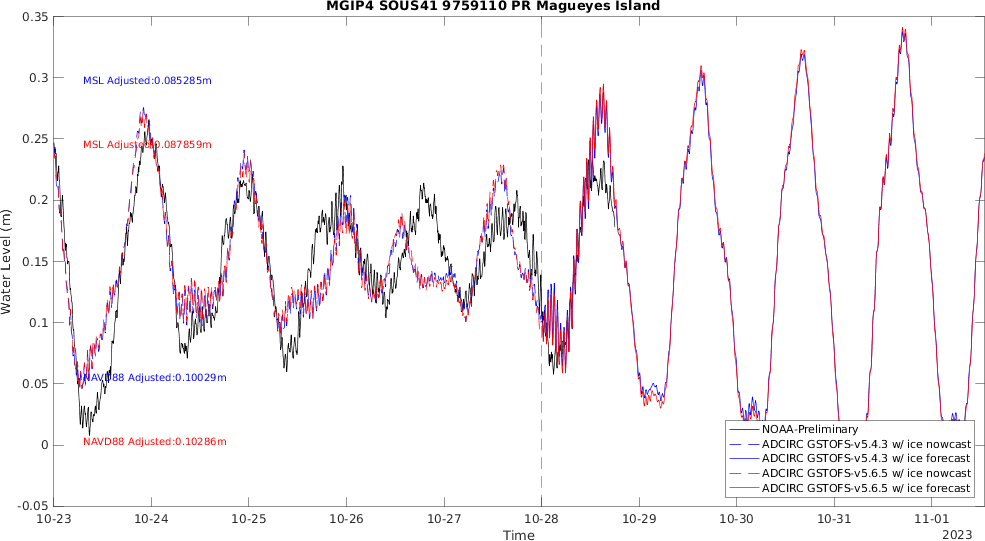 MGIP4 SOUS41 9759110 PR Magueyes Island
0.35
0.3
0.25
0.2
0.15
0.1
0.05
0
-0.05
Water Level (m)
MSL Adjusted:0.085285m
MSL Adjusted:0.087859m
NAVD88 Adjusted:0.10029m
NAVD88 Adjusted:0.10286m
NOAA-Preliminary
ADCIRC GSTOFS-v5.4.3 w/ ice nowcast
ADCIRC GSTOFS-v5.4.3 w/ ice forecast
ADCIRC GSTOFS-v5.6.5 w/ ice nowcast
ADCIRC GSTOFS-v5.6.5 w/ ice forecast
10-23 10-24 10-25 10-26 10-27 10-28 10-29 10-30 10-31 11-01
2023
Time